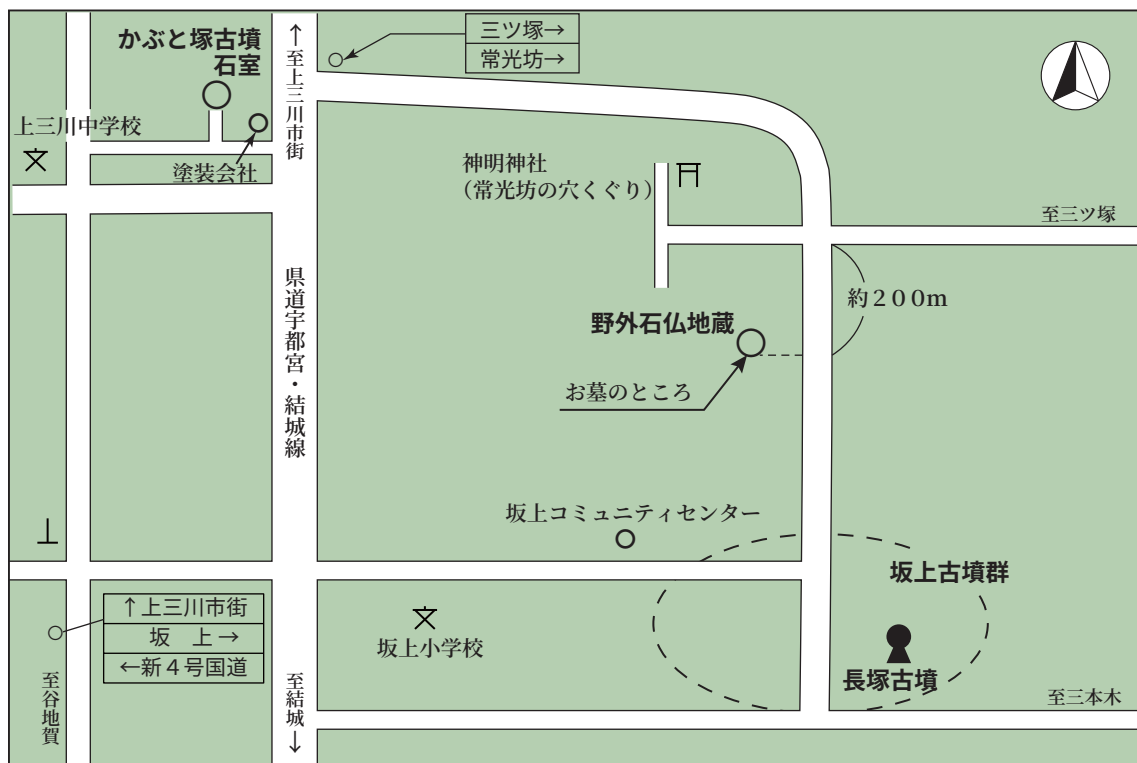 かぶと塚古墳
石室
↑至上三川市街
三ツ塚→
常光坊→
上三川中学校
塗装会社
神明神社
（常光坊の穴くぐり）
至三ツ塚
県道宇都宮・結城線
約２００m
野外石仏地蔵
お墓のところ
坂上コミュニティセンター
坂上古墳群
↑上三川市街
坂　上→
←新４号国道
坂上小学校
長塚古墳
至谷地賀
至結城↓
至三本木